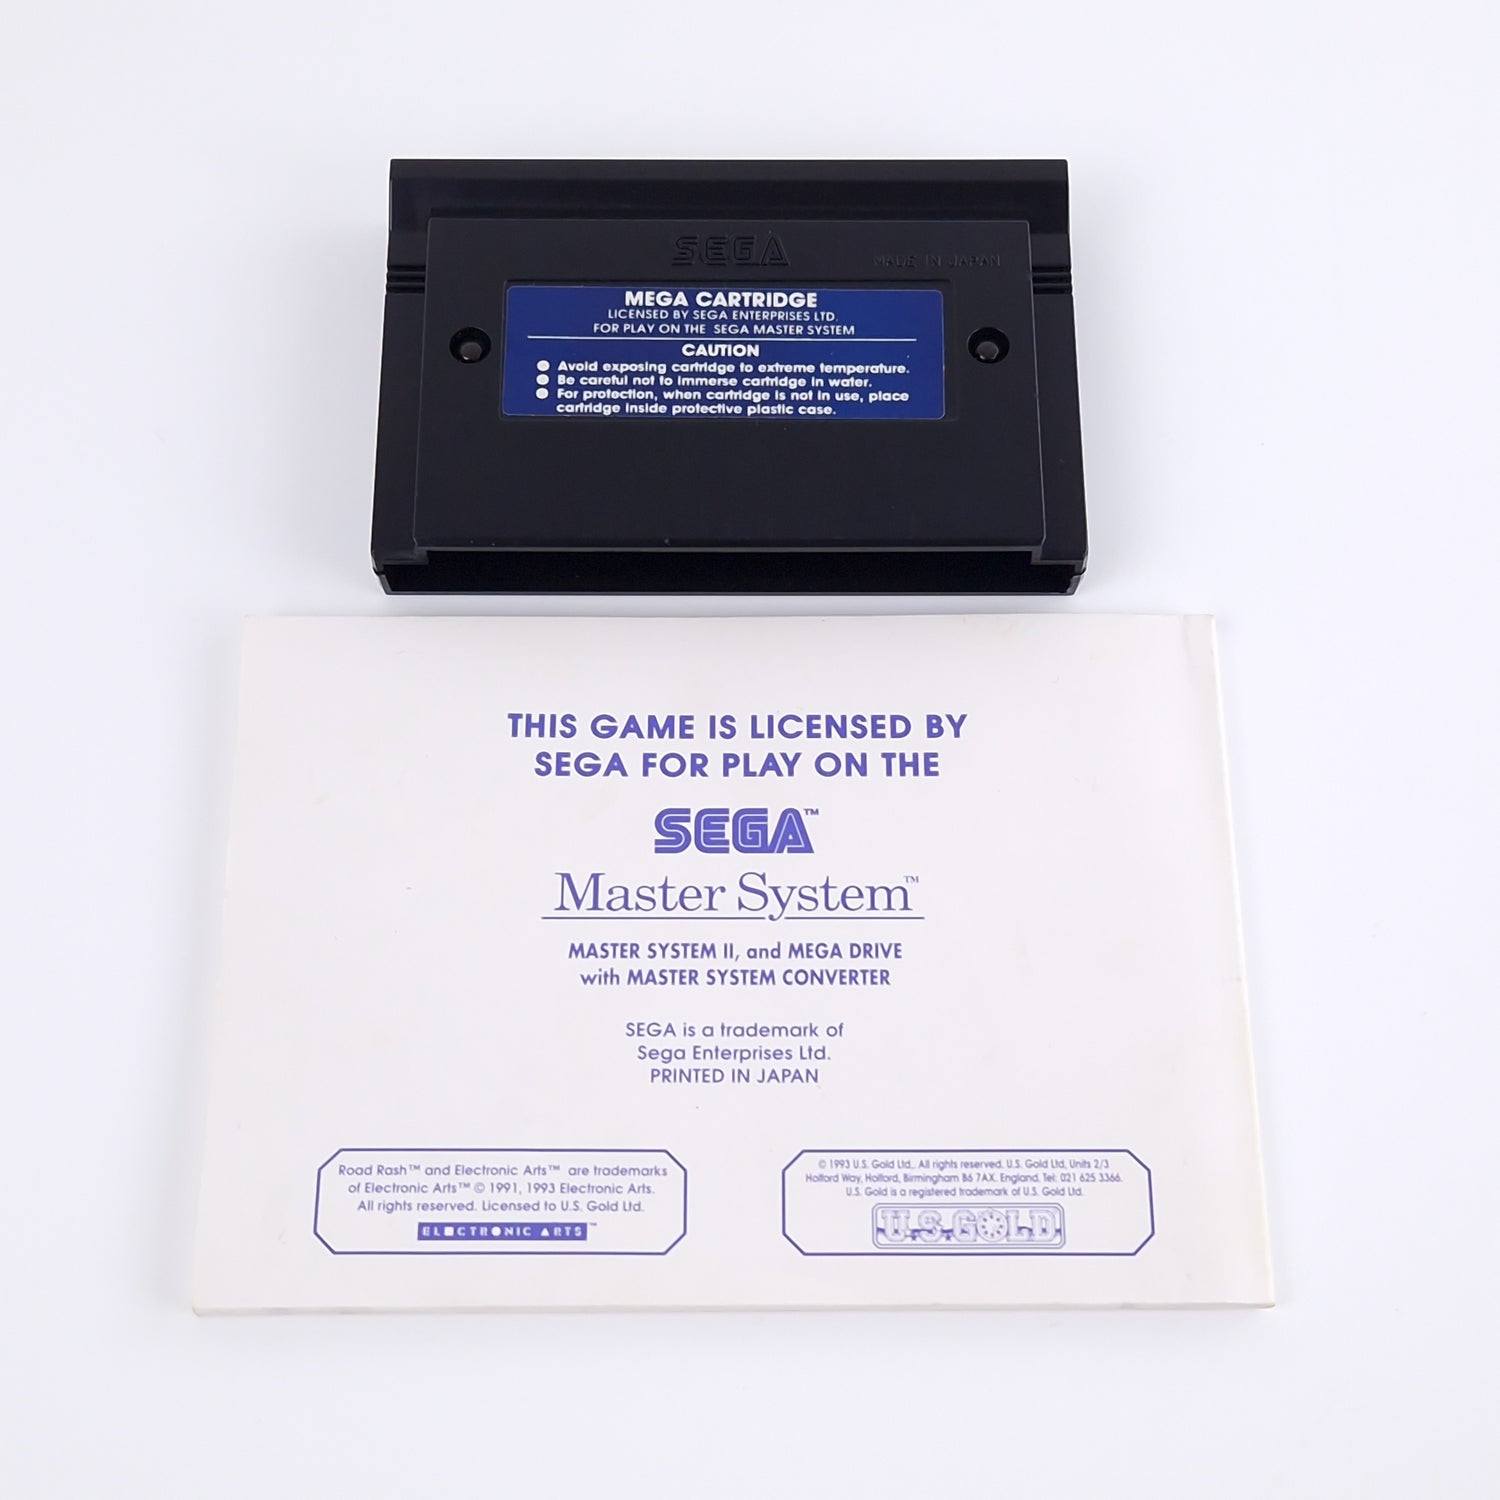 SEGA
MADE IN JAPAN
MEGA CARTRIDGE
LICENSED BY SEGA ENTERPRISES LTD.
FOR PLAY ON THE SEGA MASTER SYSTEM
CAUTION
● Avoid exposing cartridge to extreme temperature.
● Be careful not to immerse cartridge in water.
● For protection, when cartridge is not in use, place
cartridge inside protective plastic case.
THIS GAME IS LICENSED BY
SEGA FOR PLAY ON THE
SEGA™
Master System™
MASTER SYSTEM II, and MEGA DRIVE
with MASTER SYSTEM CONVERTER
SEGA is a trademark of
Sega Enterprises Ltd.
PRINTED IN JAPAN
Road Rash™ and Electronic Arts™ are trademarks
of Electronic Arts™ © 1991, 1993 Electronic Arts.
All rights reserved. Licensed to U.S. Gold Ltd.
ELECTRONIC ARTS™
© 1993 U.S. Gold Ltd,. All rights reserved. U.S. Gold Ltd, Units 2/3
Holford Way, Holford, Birmingham B6 7AX, England. Tel: 021 625 3366.
U.S. Gold is a registered trademark of U.S. Gold Ltd.
U.S. GOLD